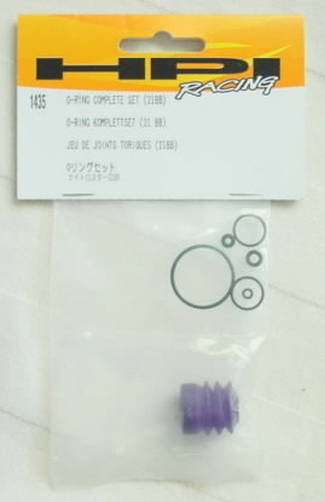 HPI
RACING
1435
O-RING COMPLETE SET (21BB)
O-RING KOMPLETTSET (21 BB)
JEU DE JOINTS TORIQUES (21BB)
Oリングセット